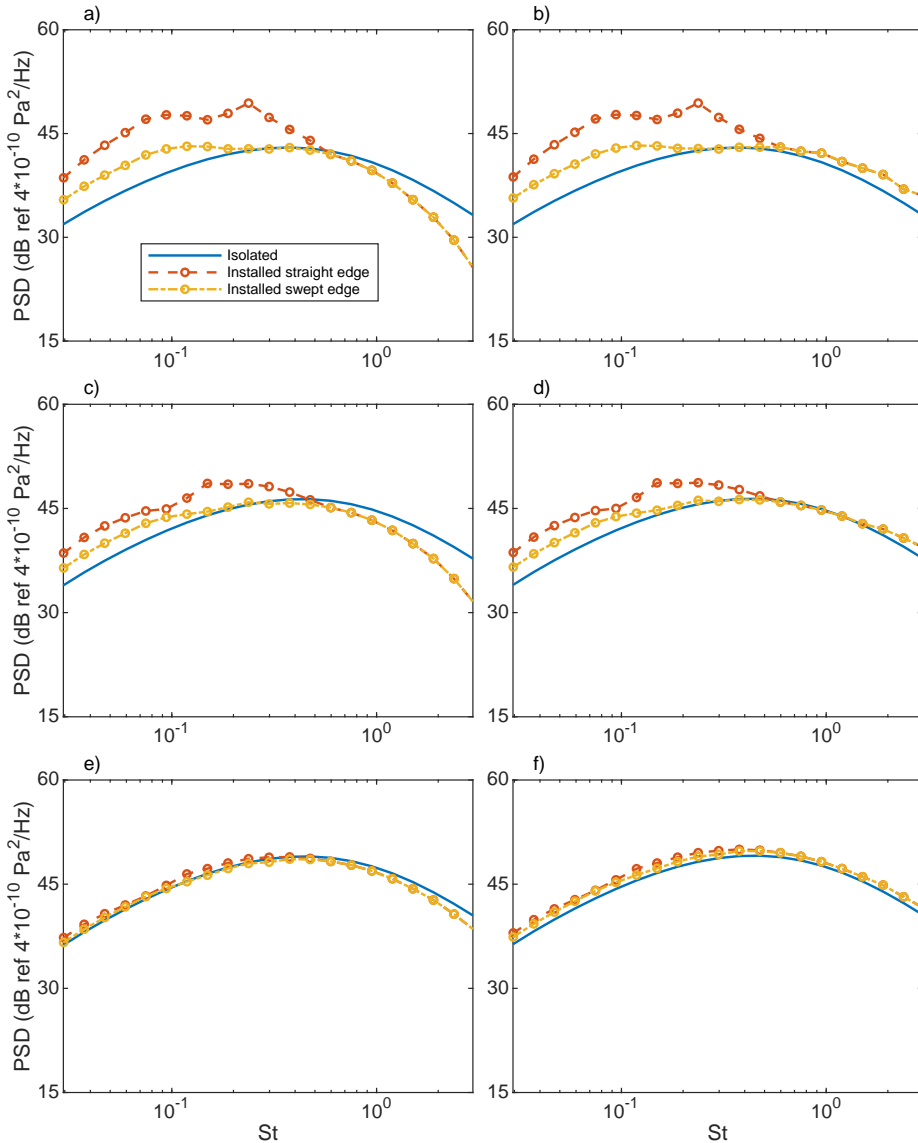 a)
b)
60
45
30
15
PSD (dB ref 4*10^-10 Pa^2/Hz)
Isolated
Installed straight edge
Installed swept edge
10^-1
10^0
60
45
30
15
10^-1
10^0
c)
d)
60
45
30
15
PSD (dB ref 4*10^-10 Pa^2/Hz)
10^-1
10^0
60
45
30
15
10^-1
10^0
e)
f)
60
45
30
15
PSD (dB ref 4*10^-10 Pa^2/Hz)
10^-1
10^0
St
60
45
30
15
10^-1
10^0
St